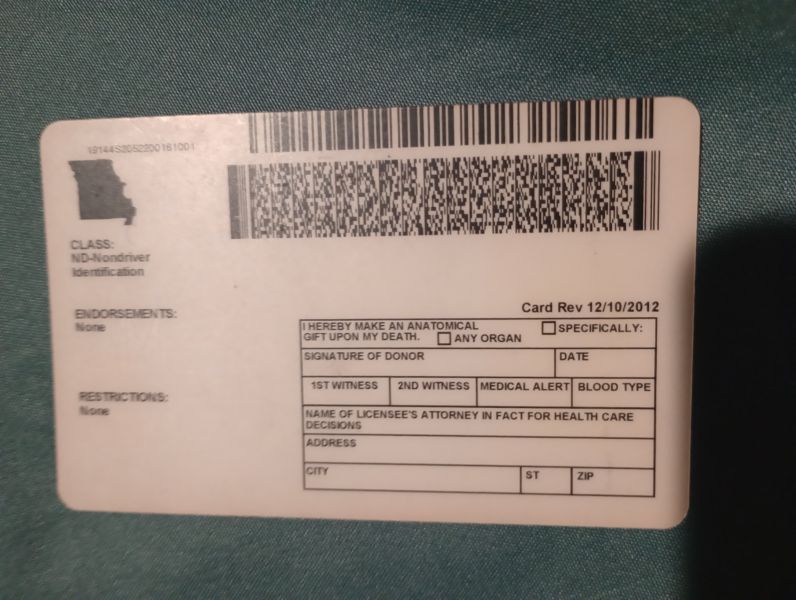 19144S2052200161001
CLASS:
ND-Nondriver
Identification
ENDORSEMENTS:
None
RESTRICTIONS:
None
Card Rev 12/10/2012
I HEREBY MAKE AN ANATOMICAL
GIFT UPON MY DEATH. ANY ORGAN SPECIFICALLY:
SIGNATURE OF DONOR DATE
1ST WITNESS 2ND WITNESS MEDICAL ALERT BLOOD TYPE
NAME OF LICENSEE'S ATTORNEY IN FACT FOR HEALTH CARE
DECISIONS
ADDRESS
CITY ST ZIP